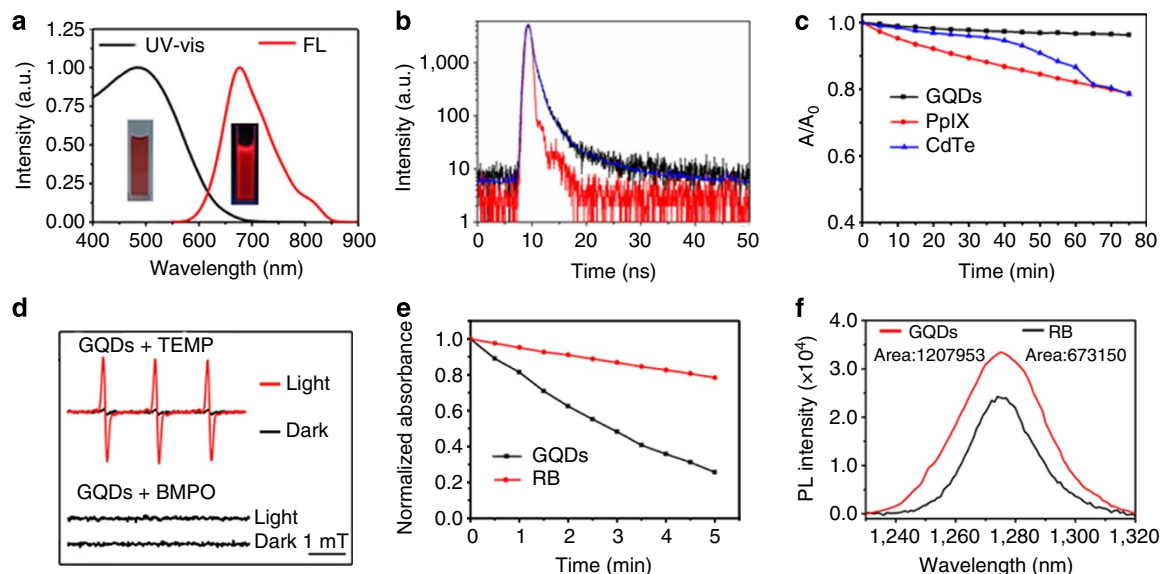 a
Intensity (a.u.)
1.25
1.00
0.75
0.50
0.25
0.00
UV-vis FL
400 500 600 700 800 900
Wavelength (nm)
b
Intensity (a.u.)
1,000
100
10
1
0 10 20 30 40 50
Time (ns)
c
A/A0
1.0
0.8
0.6
0.4
GQDs
PpIX
CdTe
0 10 20 30 40 50 60 70 80
Time (min)
d
GQDs + TEMP
Light
Dark
GQDs + BMPO
Light
Dark 1 mT
e
Normalized absorbance
1.0
0.8
0.6
0.4
0.2
0.0
GQDs
RB
0 1 2 3 4 5
Time (min)
f
PL intensity (×10⁴)
4.0
3.0
2.0
1.0
0.0
GQDs RB
Area:1207953 Area:673150
1,240 1,260 1,280 1,300 1,320
Wavelength (nm)